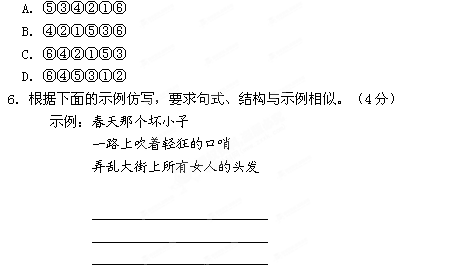 A. ⑤③④②①⑥
B. ④②①⑤③⑥
C. ⑥④②①⑤③
D. ⑥④⑤③①②
6. 根据下面的示例仿写，要求句式、结构与示例相似。（4分）
示例：春天那个坏小子
一路上吹着轻狂的口哨
弄乱大街上所有女人的头发